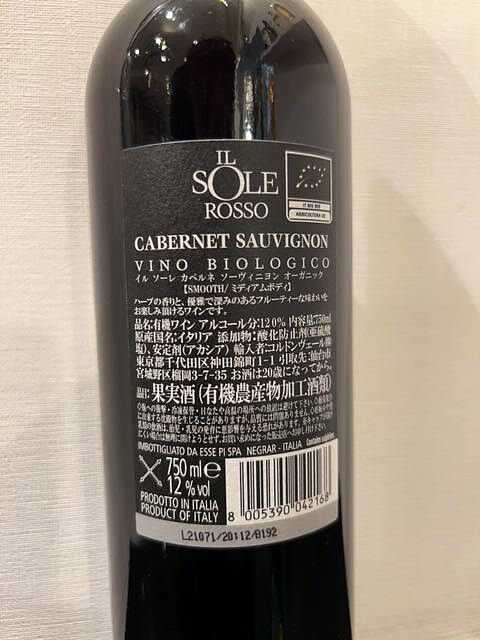 IL
SOLE
ROSSO
IT BIO 005
AGRICOLTURA UE
CABERNET SAUVIGNON
VINO BIOLOGICO
イル ソーレ カベルネ ソーヴィニヨン オーガニック
【SMOOTH/ミディアムボディ】
ハーブの香りと、優雅で深みのあるフルーティーな味わいを
お楽しみ頂けるワインです。
品名:有機ワイン アルコール分:12.0% 内容量:750ml
原産国名:イタリア 添加物:酸化防止剤(亜硫酸
塩)、安定剤(アカシア) 輸入者:コルドンヴェール(株)
東京都千代田区神田錦町1-1 引取先:仙台市
宮城野区榴岡3-7-35 お酒は20歳になってから。
品目:果実酒(有機農産物加工酒類)
IMBOTTIGLIATO DA ESSE PI SPA NEGRAR - ITALIA Contains sulphites
750 ml e
12 % vol
PRODOTTO IN ITALIA
PRODUCT OF ITALY
8 005390 042168
L21071/20:12/B192